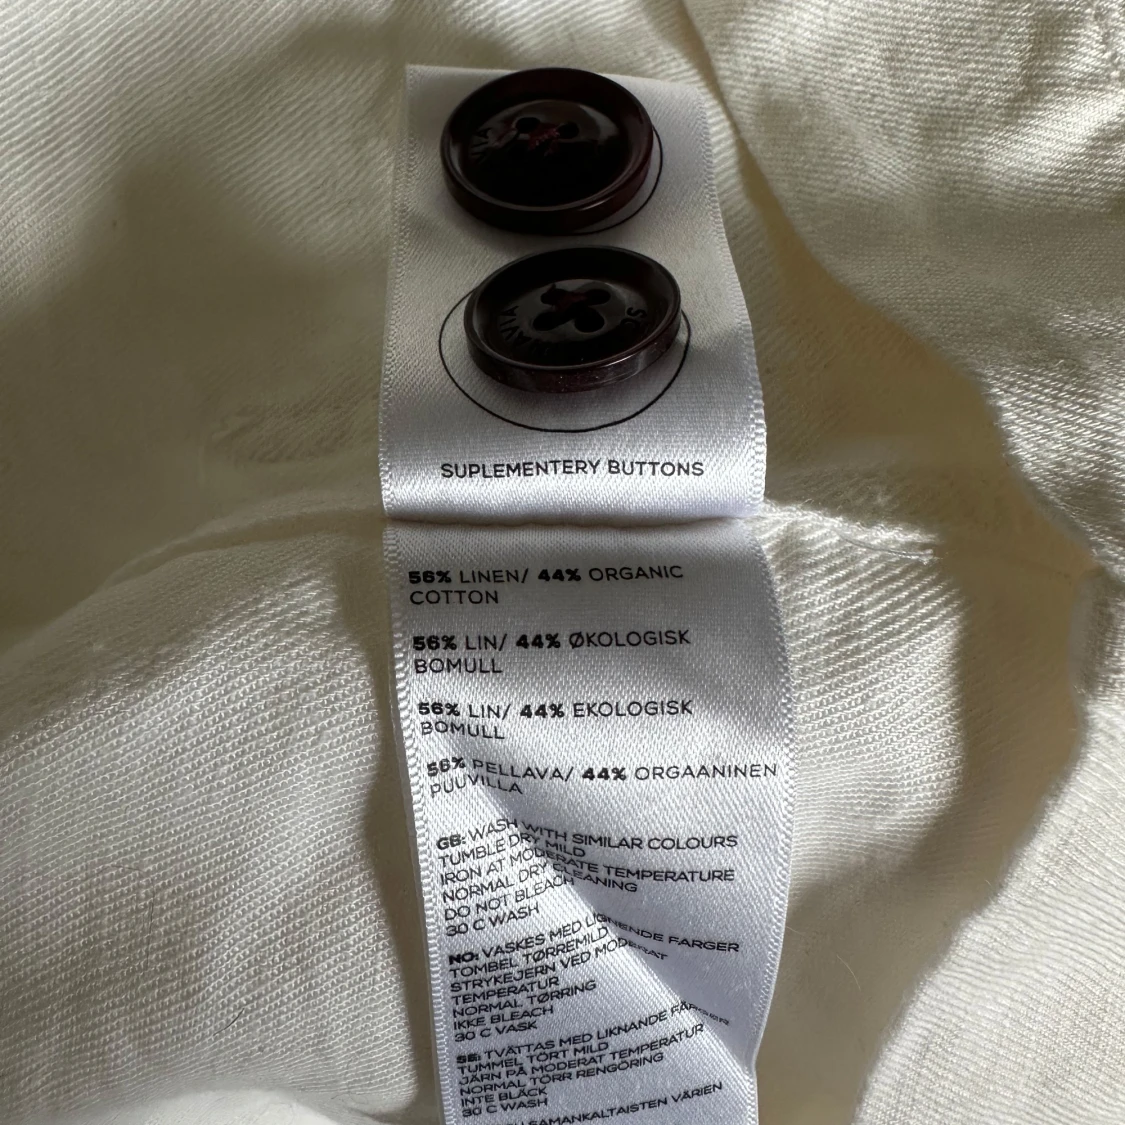 SUPLEMENTERY BUTTONS
56% LINEN/ 44% ORGANIC
COTTON
56% LIN/ 44% ØKOLOGISK
BOMULL
56% LIN/ 44% EKOLOGISK
BOMULL
56% PELLAVA/ 44% ORGAANINEN
PUUVILLA
GB: WASH WITH SIMILAR COLOURS
TUMBLE DRY MILD
IRON AT MODERATE TEMPERATURE
NORMAL DRY CLEANING
DO NOT BLEACH
30 C WASH
NO: VASKES MED LIGNENDE FARGER
TOMBEL TØRREMILD
STRYKEJERN VED MODERAT
TEMPERATUR
NORMAL TØRRING
IKKE BLEACH
30 C VASK
SE: TVÄTTAS MED LIKNANDE FÄRGER
TUMMEL TÖRT MILD
JÄRN PÅ MODERAT TEMPERATUR
NORMAL TÖRR RENGÖRING
INTE BLÄCK
30 C WASH
SAMANKALTAISTEN VÄRIEN